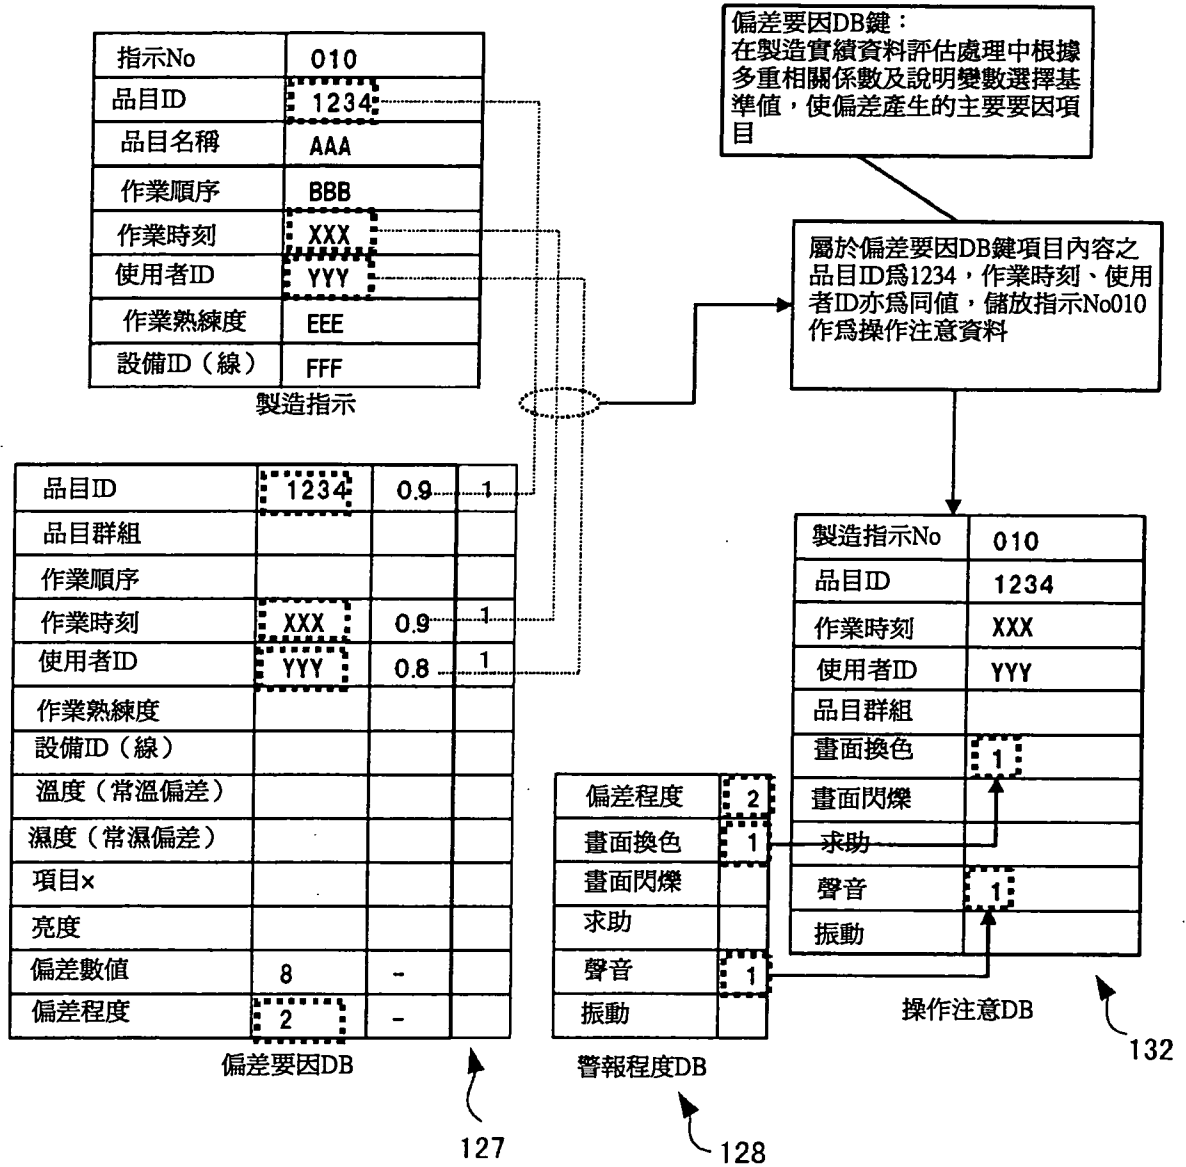 偏差要因DB鍵：
在製造實績資料評估處理中根據
多重相關係數及說明變數選擇基
準值，使偏差產生的主要要因項
目
指示No 010
品目ID 1234
品目名稱 AAA
作業順序 BBB
作業時刻 XXX
使用者ID YYY
作業熟練度 EEE
設備ID（線） FFF
製造指示
屬於偏差要因DB鍵項目內容之
品目ID爲1234，作業時刻、使用
者ID亦爲同值，儲放指示No010
作爲操作注意資料
品目ID 1234 0.9 1
品目群組
作業順序
作業時刻 XXX 0.9 1
使用者ID YYY 0.8 1
作業熟練度
設備ID（線）
溫度（常溫偏差）
濕度（常濕偏差）
項目×
亮度
偏差數值 8 -
偏差程度 2 -
偏差要因DB
127
偏差程度 2
畫面換色 1
畫面閃爍
求助
聲音 1
振動
警報程度DB
128
製造指示No 010
品目ID 1234
作業時刻 XXX
使用者ID YYY
品目群組
畫面換色 1
畫面閃爍
求助
聲音 1
振動
操作注意DB
132